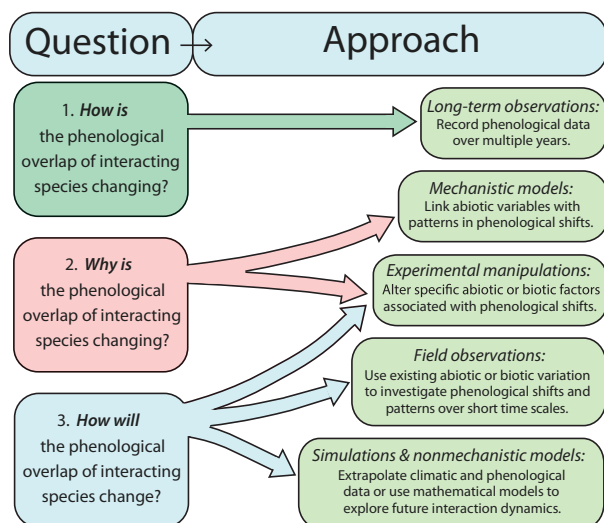 Question → Approach
1. How is
the phenological
overlap of interacting
species changing?
Long-term observations:
Record phenological data
over multiple years.
Mechanistic models:
Link abiotic variables with
patterns in phenological shifts.
2. Why is
the phenological
overlap of interacting
species changing?
Experimental manipulations:
Alter specific abiotic or biotic factors
associated with phenological shifts.
Field observations:
Use existing abiotic or biotic variation
to investigate phenological shifts and
patterns over short time scales.
3. How will
the phenological
overlap of interacting
species change?
Simulations & nonmechanistic models:
Extrapolate climatic and phenological
data or use mathematical models to
explore future interaction dynamics.